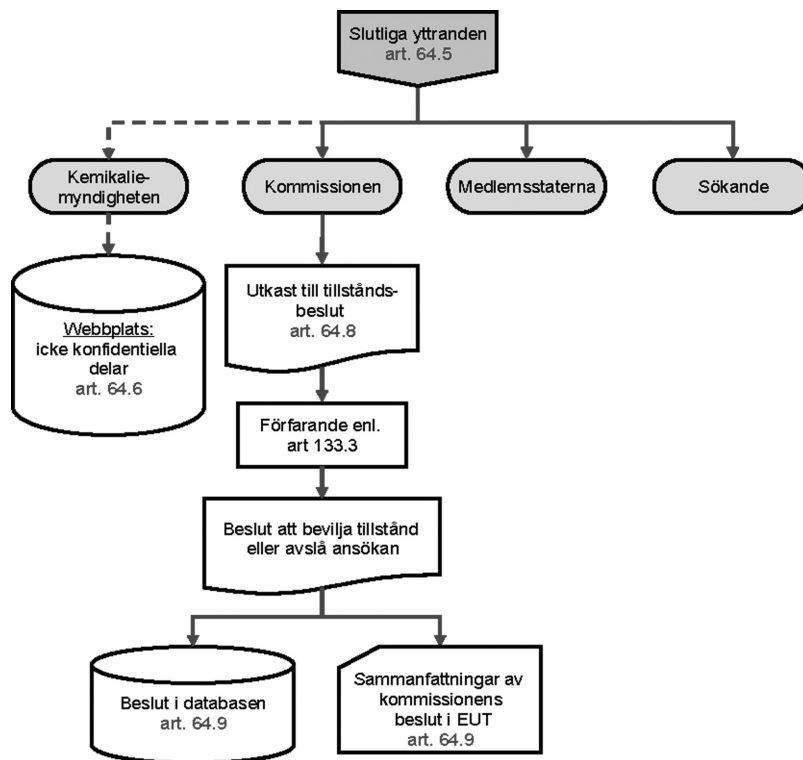 Slutliga yttranden
art. 64.5
Kemikalie-
myndigheten
Kommissionen
Medlemsstaterna
Sökande
Webbplats:
icke konfidentiella
delar
art. 64.6
Utkast till tillstånds-
beslut
art. 64.8
Förfarande enl.
art 133.3
Beslut att bevilja tillstånd
eller avslå ansökan
Beslut i databasen
art. 64.9
Sammanfattningar av
kommissionens
beslut i EUT
art. 64.9